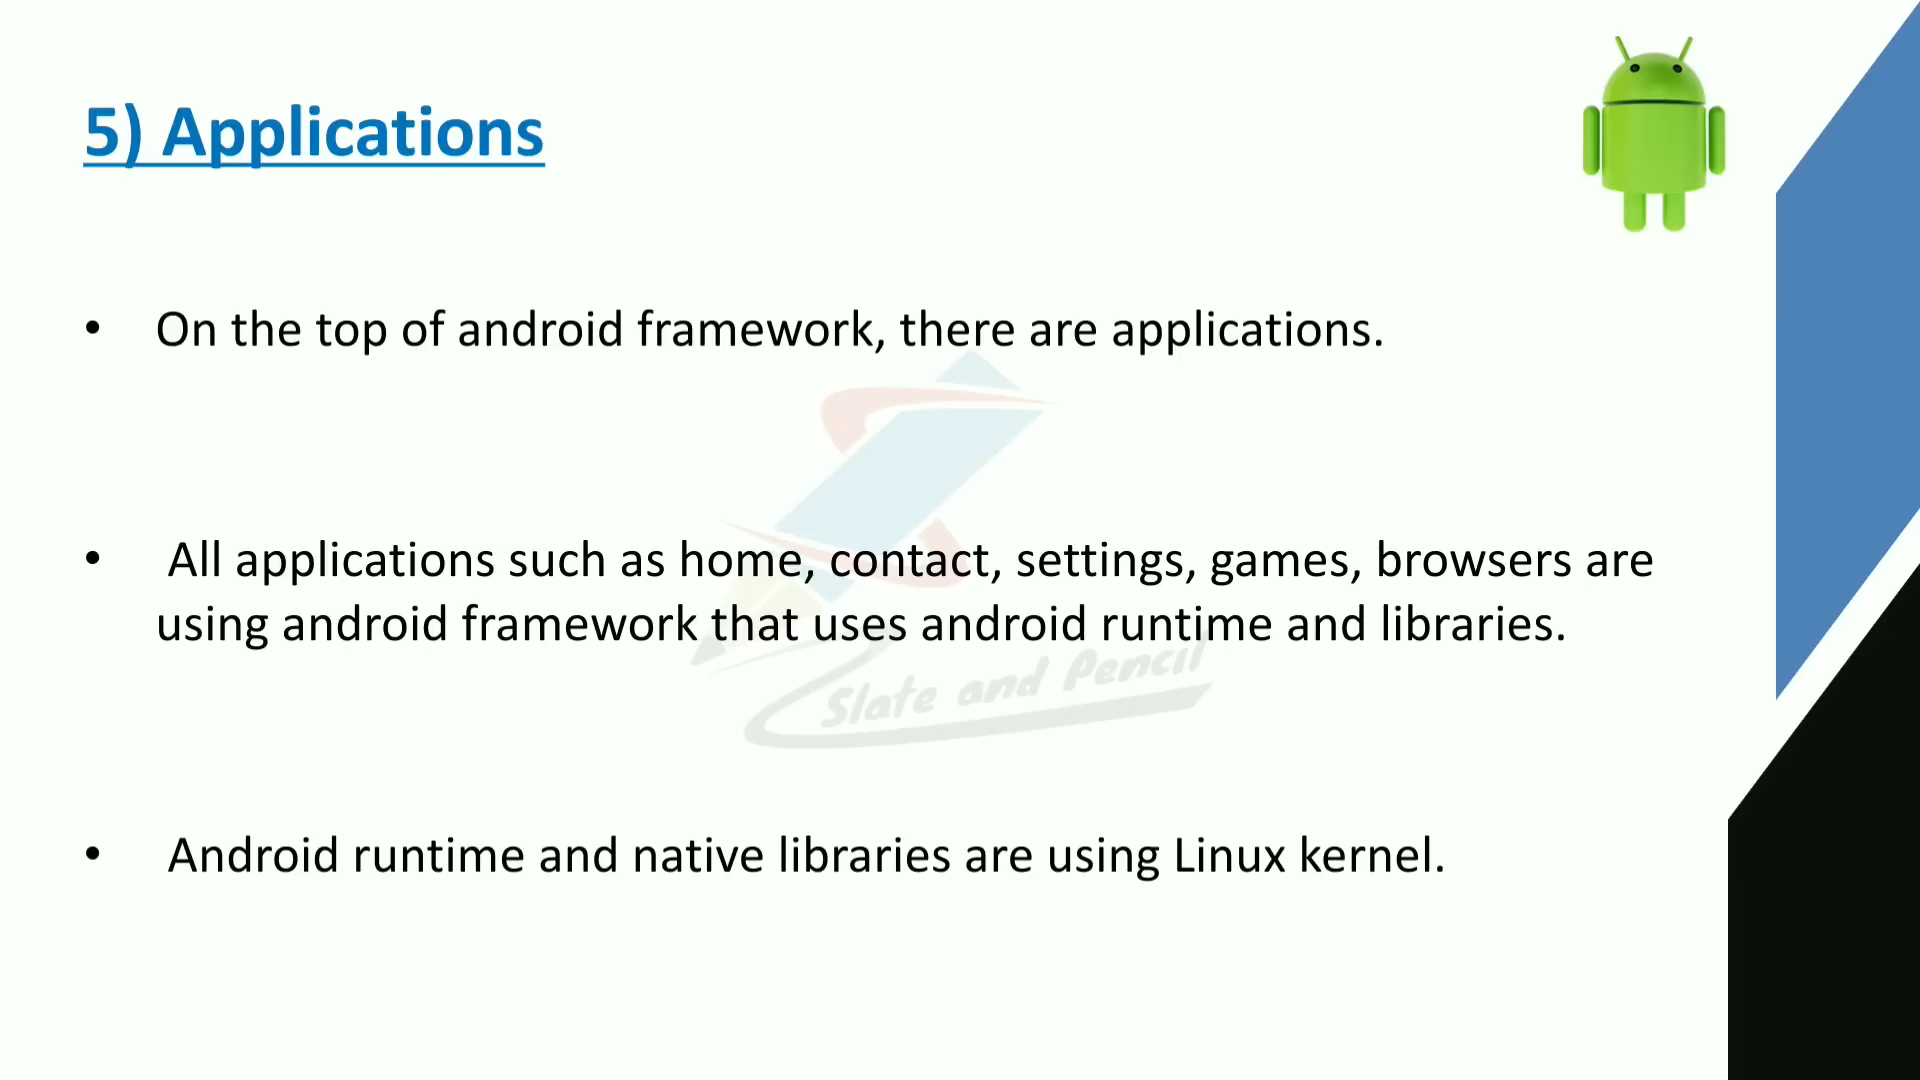 5) Applications
• On the top of android framework, there are applications.
• All applications such as home, contact, settings, games, browsers are
using android framework that uses android runtime and libraries.
Slate and Pencil
• Android runtime and native libraries are using Linux kernel.